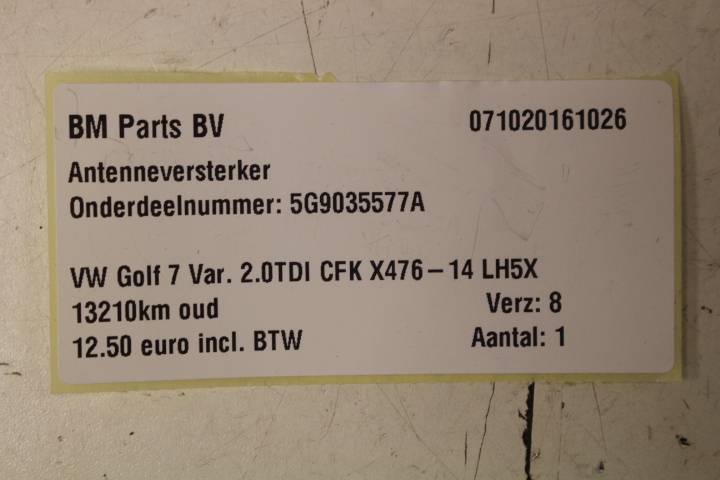 BM Parts BV 071020161026
Antenneversterker
Onderdeelnummer: 5G9035577A
VW Golf 7 Var. 2.0TDI CFK X476-14 LH5X
13210km oud Verz: 8
12.50 euro incl. BTW Aantal: 1